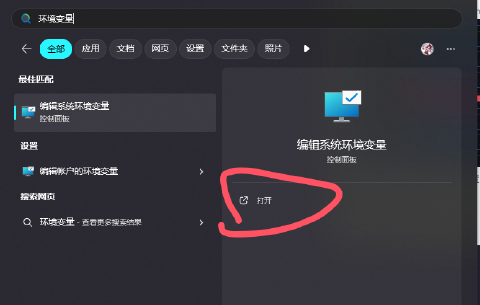 环境变量
全部 应用 文档 网页 设置 文件夹 照片
最佳匹配
编辑系统环境变量
控制面板
设置
编辑帐户的环境变量
搜索网页
环境变量 - 查看更多搜索结果
编辑系统环境变量
控制面板
打开